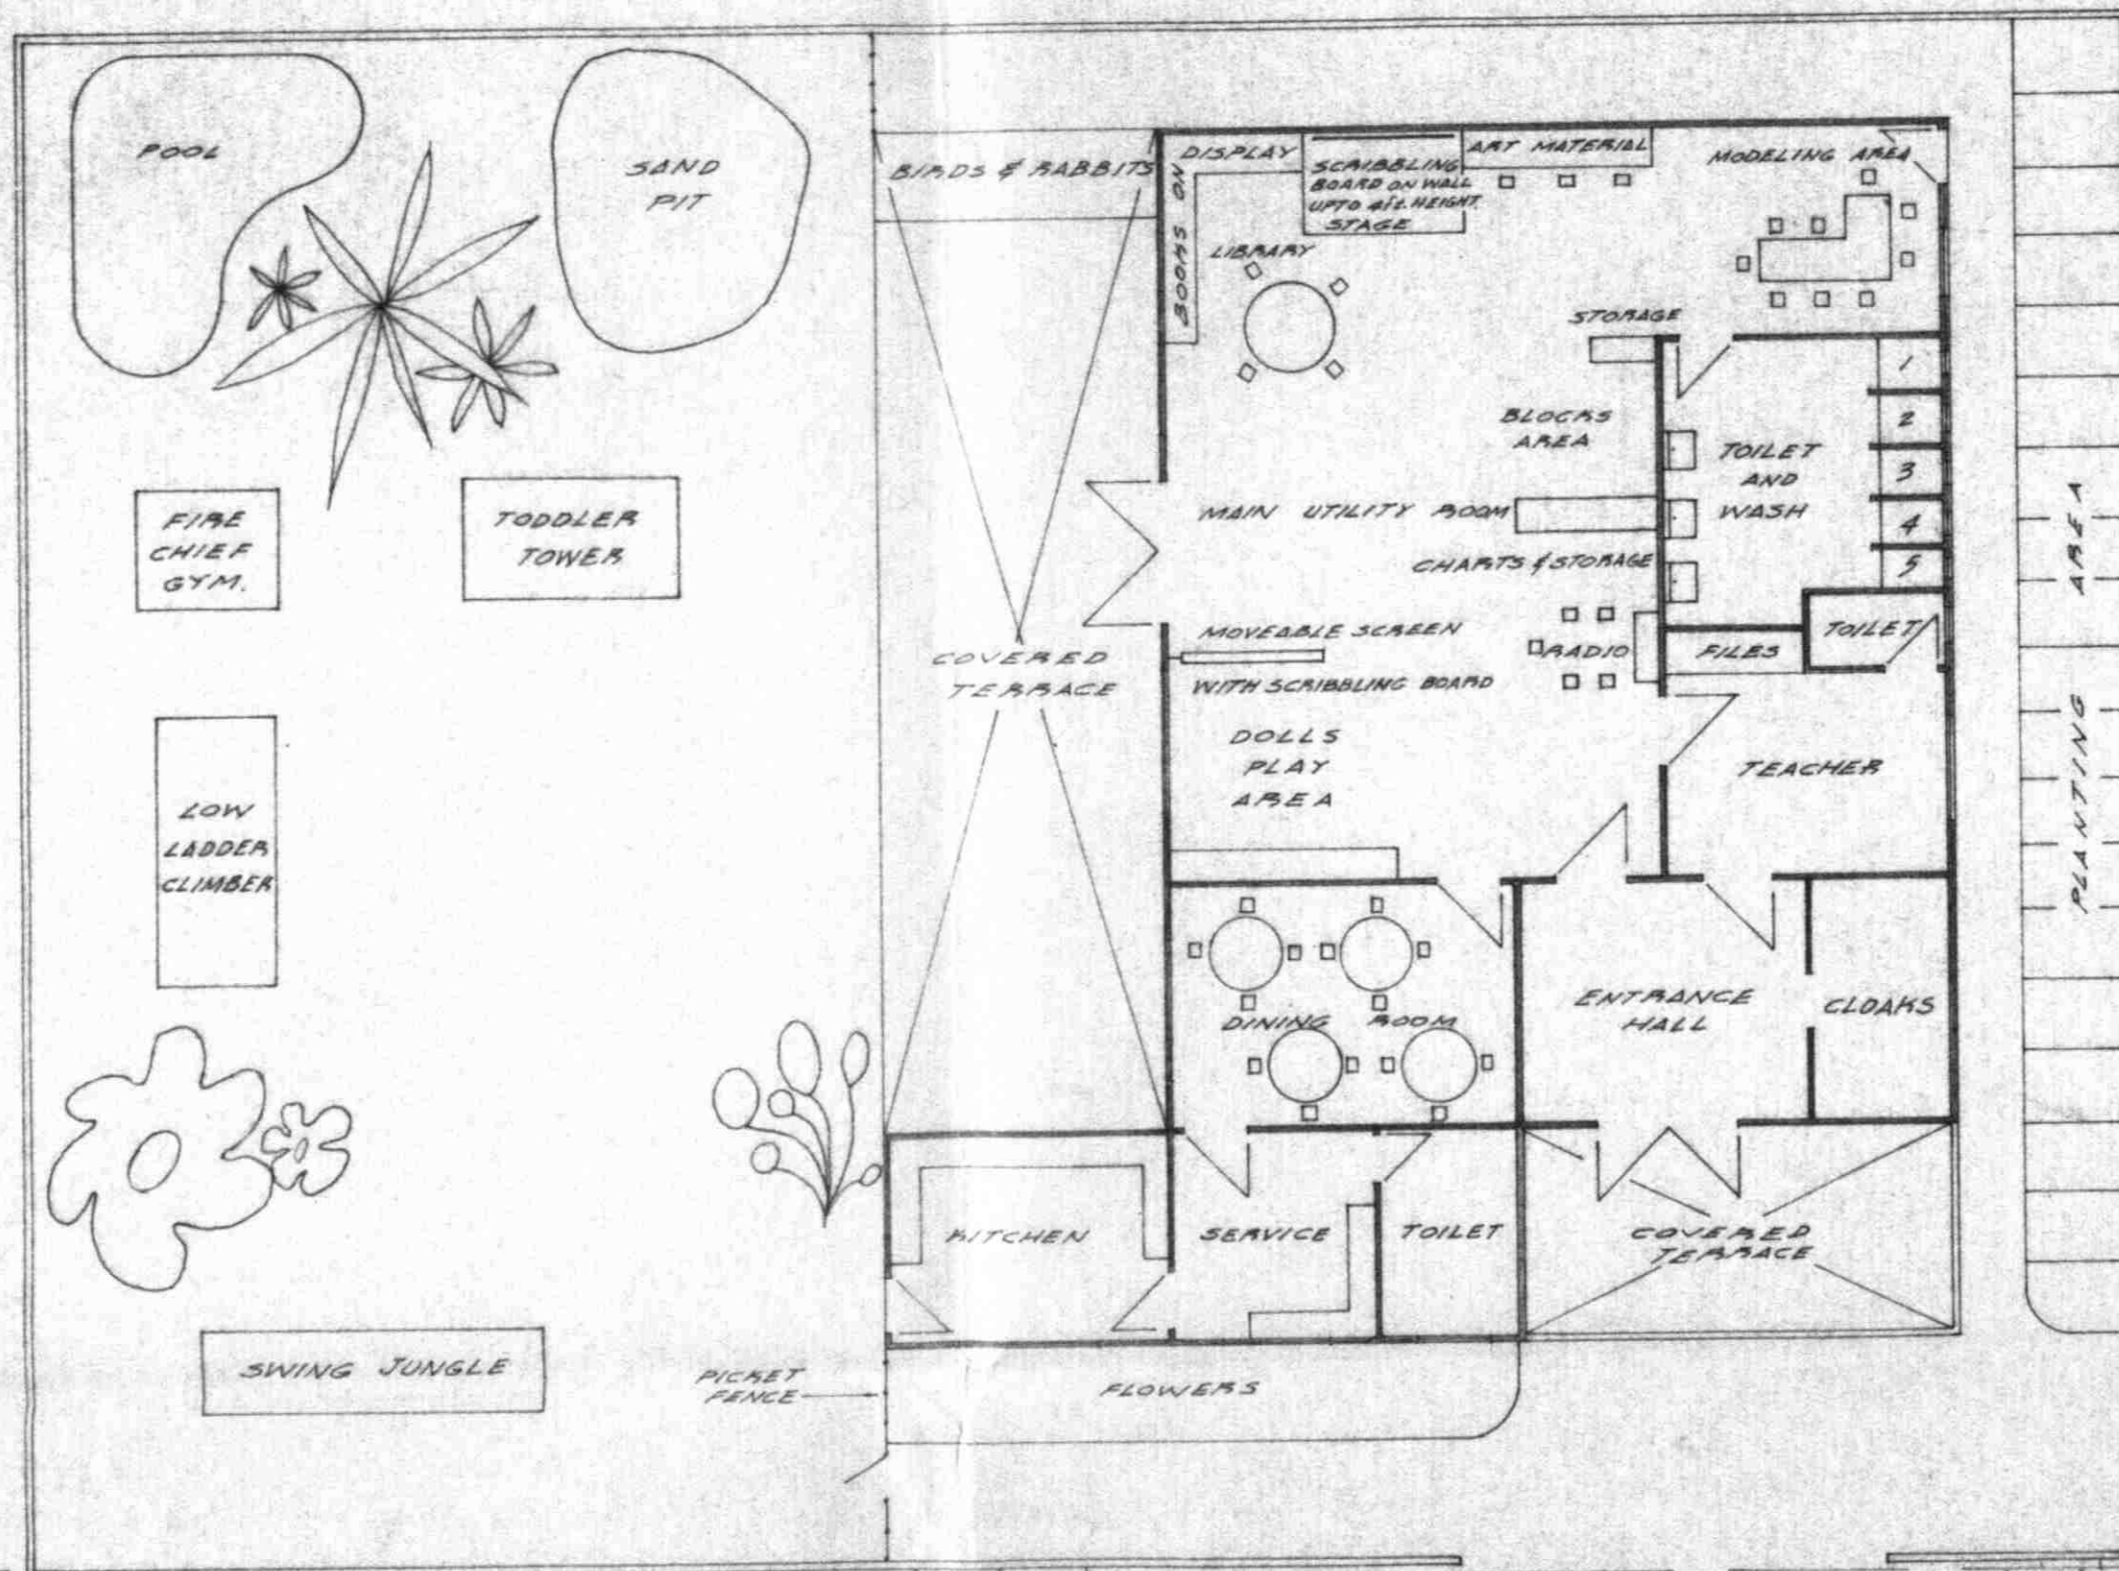 POOL
SAND
PIT
BIRDS & RABBITS
BOOKS ON
DISPLAY
SCRIBBLING
BOARD ON WALL
UPTO 4ft. HEIGHT.
STAGE
ART MATERIAL
MODELING AREA
LIBRARY
STORAGE
BLOCKS
AREA
TOILET
AND
WASH
1
2
3
4
5
FIRE
CHIEF
GYM.
TODDLER
TOWER
MAIN UTILITY ROOM
CHARTS & STORAGE
MOVEABLE SCREEN
WITH SCRIBBLING BOARD
RADIO
FILES
TOILET
COVERED
TERRACE
DOLLS
PLAY
AREA
TEACHER
PLANTING AREA
LOW
LADDER
CLIMBER
DINING ROOM
ENTRANCE
HALL
CLOAKS
KITCHEN
SERVICE
TOILET
COVERED
TERRACE
SWING JUNGLE
PICKET
FENCE
FLOWERS